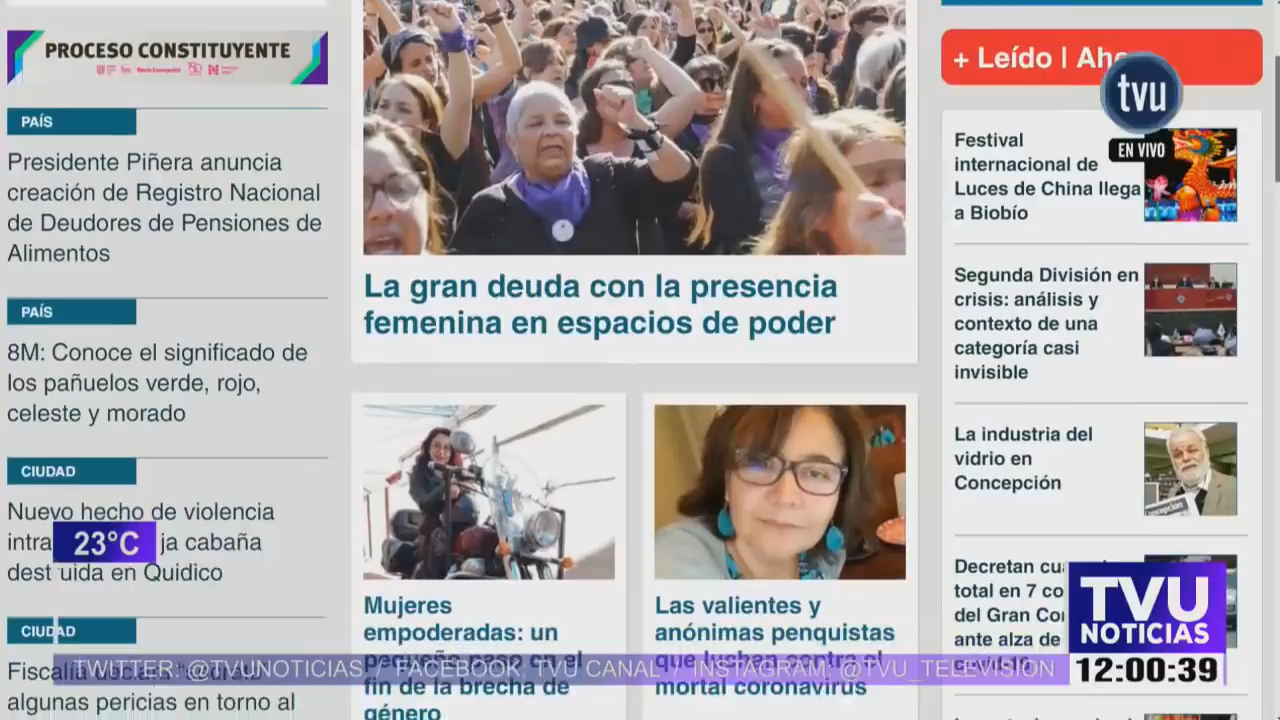 PROCESO CONSTITUYENTE
PAÍS
Presidente Piñera anuncia
creación de Registro Nacional
de Deudores de Pensiones de
Alimentos
PAÍS
8M: Conoce el significado de
los pañuelos verde, rojo,
celeste y morado
CIUDAD
Nuevo hecho de violencia
ja cabaña
en Quidico
CIUDAD
Fiscalía
algunas pericias en torno al
La gran deuda con la presencia
femenina en espacios de poder
Mujeres
empoderadas: un
fin de la brecha de
género
Las valientes y
anónimas penquistas
mortal coronavirus
+ Leído |
tvu
EN VIVO
Festival
internacional de
Luces de China llega
a Biobío
Segunda División en
crisis: análisis y
contexto de una
categoría casi
invisible
La industria del
vidrio en
Concepción
Decretan
total en 7
del Gran
ante alza de
23°C
TWITTER: @TVUNOTICIAS / FACEBOOK: TVU CANAL / INSTAGRAM: @TVU_TELEVISION
TVU
NOTICIAS
12:00:39